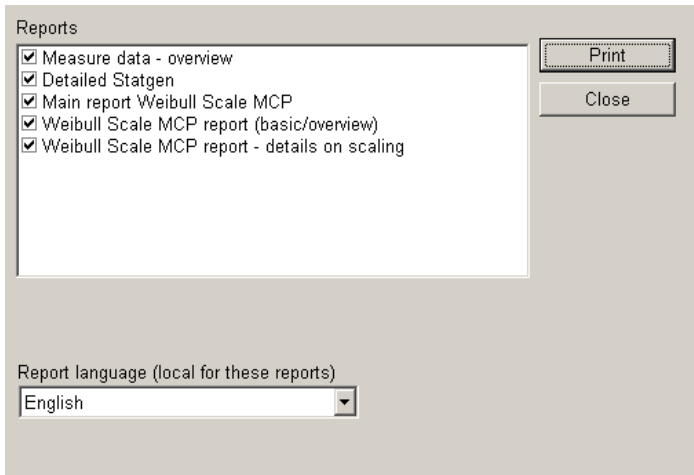 Reports
Measure data - overview
Detailed Statgen
Main report Weibull Scale MCP
Weibull Scale MCP report (basic/overview)
Weibull Scale MCP report - details on scaling
Print
Close
Report language (local for these reports)
English